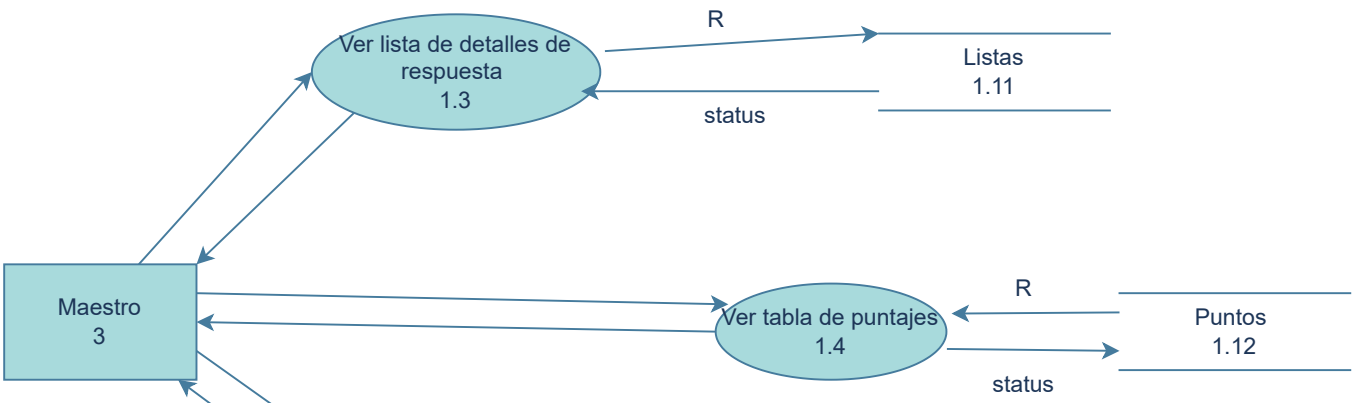 R
Ver lista de detalles de
respuesta
1.3
Listas
1.11
status
Maestro
3
R
Ver tabla de puntajes
1.4
Puntos
1.12
status